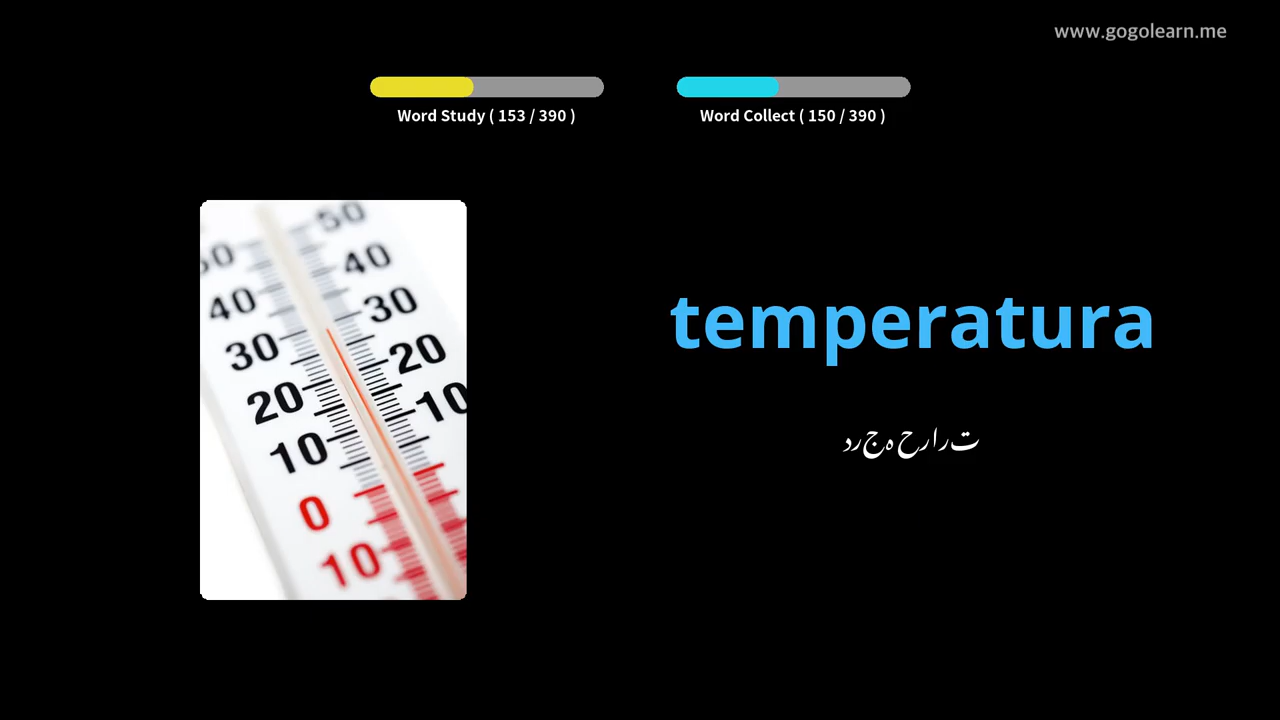 www.gogolearn.me
Word Study ( 153 / 390 )
Word Collect ( 150 / 390 )
50 50
40 40
30 30
20 20
10 10
0
10
temperatura
درجہ حرارت